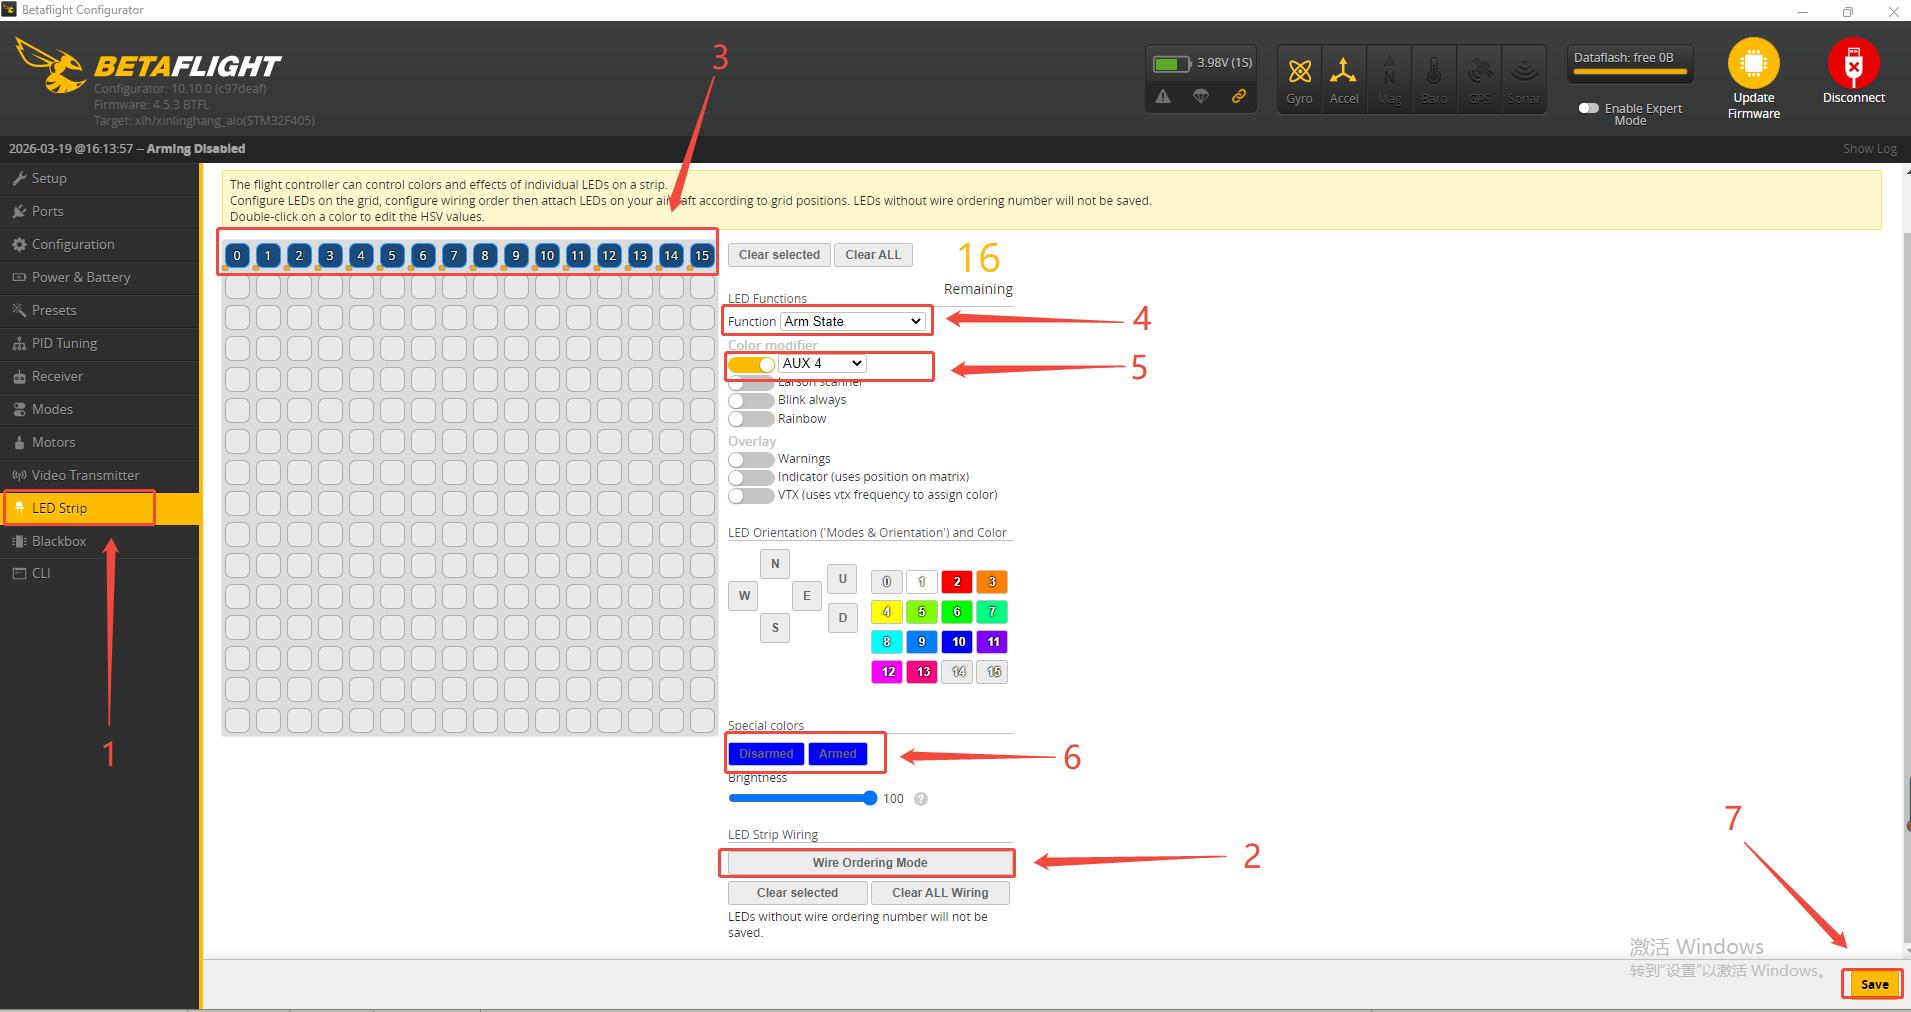 Betaflight Configurator
BETAFLIGHT
Configurator: 10.10.0 (c97deaf)
Firmware: 4.5.3 BTFL
Target: xlh/xinlinghang_aio(STM32F405)
3
3.98V (1S)
Gyro
Accel
Mag
Baro
GPS
Sonar
Dataflash: free 0B
Enable Expert
Mode
Update
Firmware
Disconnect
2026-03-19 @16:13:57 -- Arming Disabled
Show Log
Setup
Ports
Configuration
Power & Battery
Presets
PID Tuning
Receiver
Modes
Motors
Video Transmitter
LED Strip
Blackbox
CLI
1
The flight controller can control colors and effects of individual LEDs on a strip.
Configure LEDs on the grid, configure wiring order then attach LEDs on your aircraft according to grid positions. LEDs without wire ordering number will not be saved.
Double-click on a color to edit the HSV values.
0 1 2 3 4 5 6 7 8 9 10 11 12 13 14 15
Clear selected Clear ALL
16
Remaining
LED Functions
Function Arm State
4
Color modifier
AUX 4
5
Larson scanner
Blink always
Rainbow
Overlay
Warnings
Indicator (uses position on matrix)
VTX (uses vtx frequency to assign color)
LED Orientation ('Modes & Orientation') and Color
N
W E
S
U
D
0 1 2 3
4 5 6 7
8 9 10 11
12 13 14 15
Special colors
Disarmed Armed
6
Brightness
100 ?
LED Strip Wiring
Wire Ordering Mode
2
Clear selected Clear ALL Wiring
LEDs without wire ordering number will not be
saved.
7
激活 Windows
转到"设置"以激活 Windows。
Save